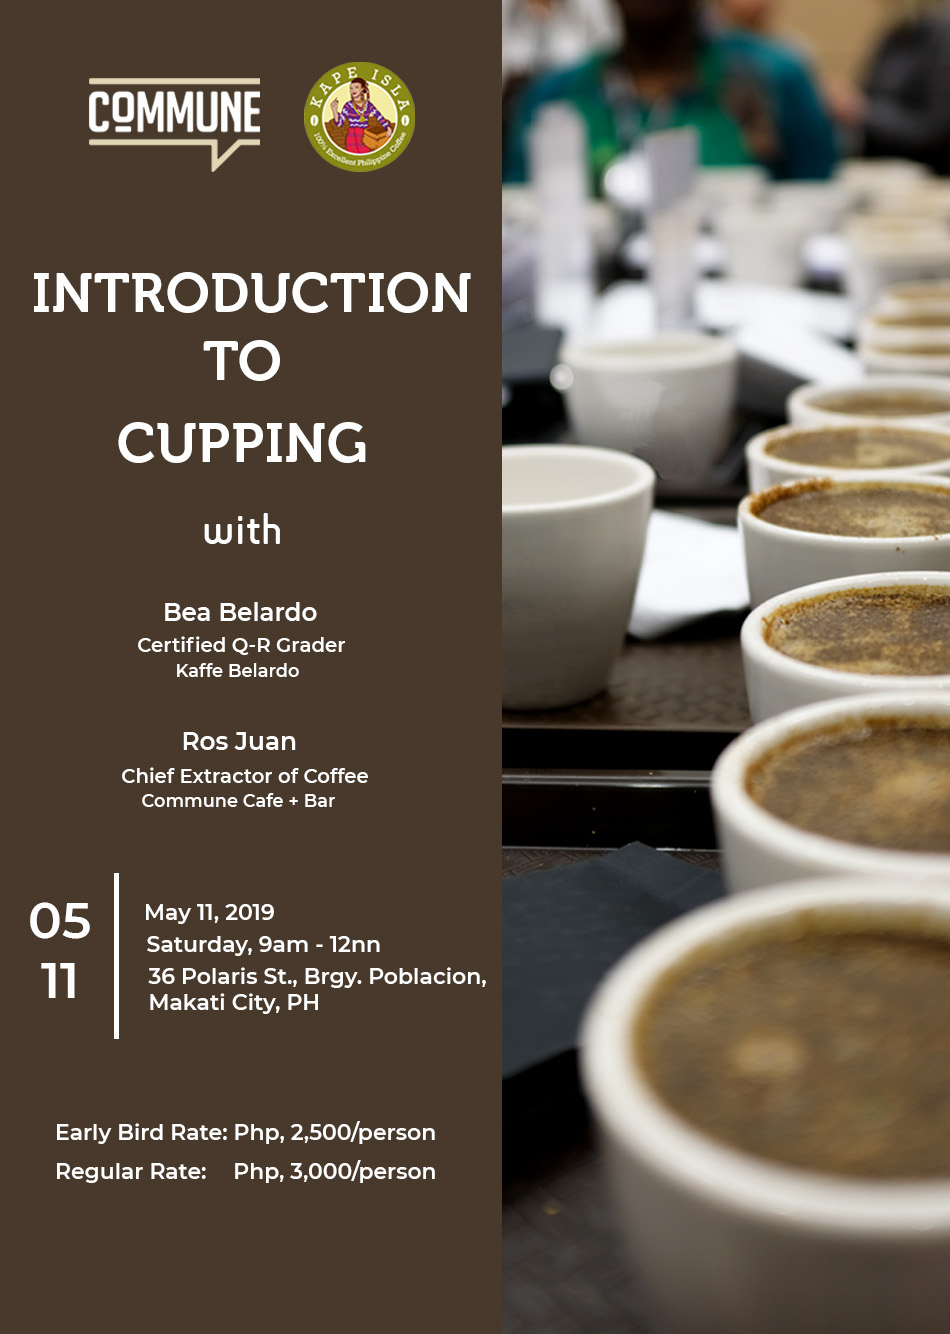 COMMUNE
KAPE ISLA
100% Excellent Philippine Coffee
INTRODUCTION
TO
CUPPING
with
Bea Belardo
Certified Q-R Grader
Kaffe Belardo
Ros Juan
Chief Extractor of Coffee
Commune Cafe + Bar
05
11
May 11, 2019
Saturday, 9am - 12nn
36 Polaris St., Brgy. Poblacion,
Makati City, PH
Early Bird Rate: Php, 2,500/person
Regular Rate: Php, 3,000/person